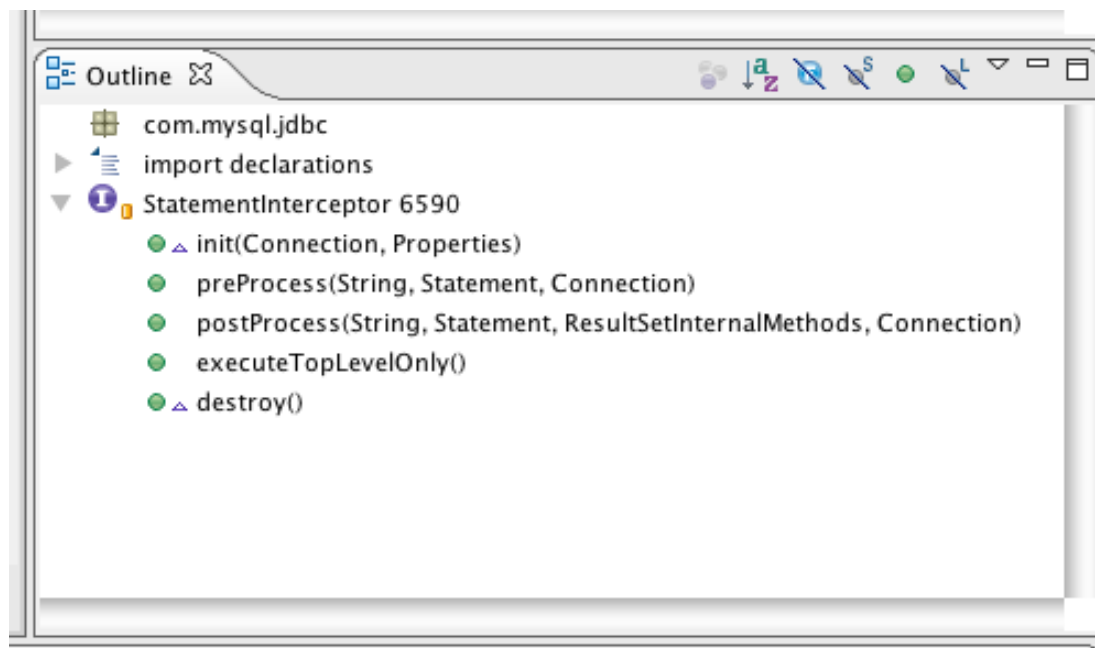 Outline
com.mysql.jdbc
import declarations
StatementInterceptor 6590
init(Connection, Properties)
preProcess(String, Statement, Connection)
postProcess(String, Statement, ResultSetInternalMethods, Connection)
executeTopLevelOnly()
destroy()